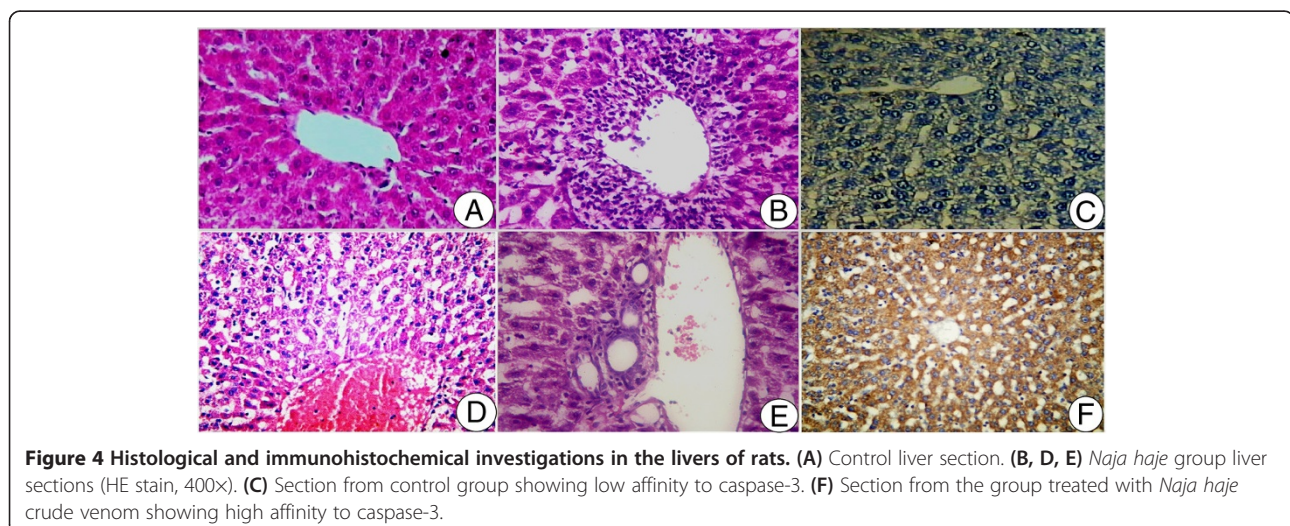 A
B
C
D
E
F
Figure 4 Histological and immunohistochemical investigations in the livers of rats. (A) Control liver section. (B, D, E) Naja haje group liver
sections (HE stain, 400×). (C) Section from control group showing low affinity to caspase-3. (F) Section from the group treated with Naja haje
crude venom showing high affinity to caspase-3.